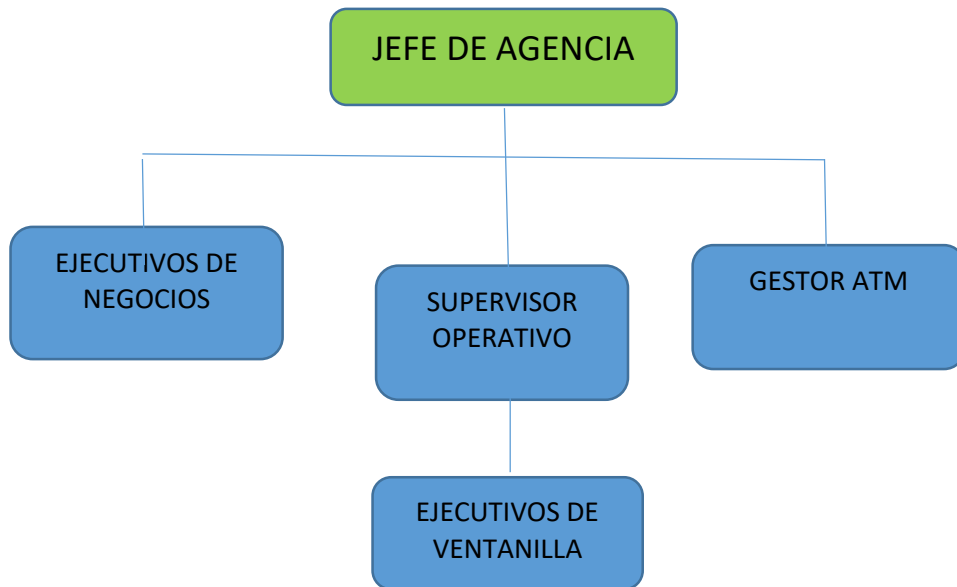 JEFE DE AGENCIA
EJECUTIVOS DE
NEGOCIOS
SUPERVISOR
OPERATIVO
GESTOR ATM
EJECUTIVOS DE
VENTANILLA